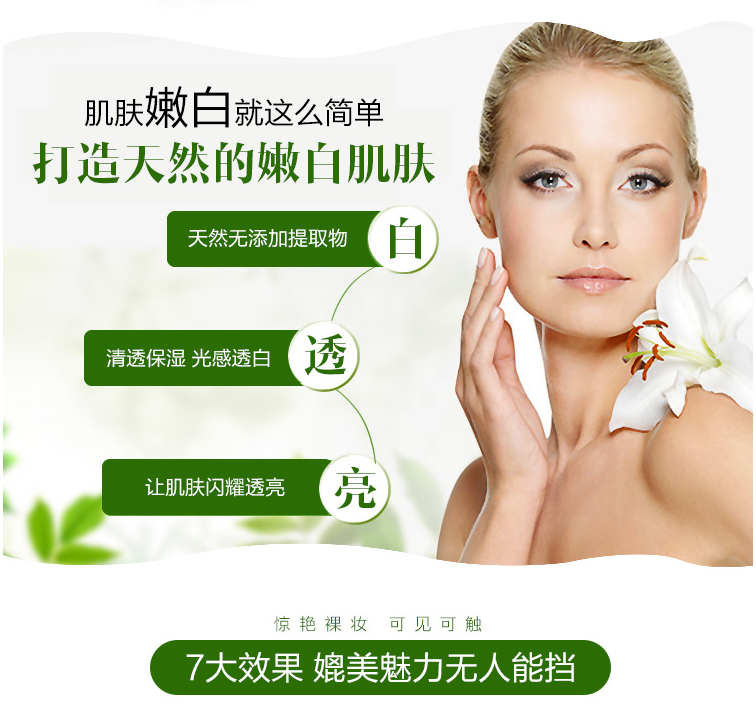 肌肤嫩白就这么简单
打造天然的嫩白肌肤
天然无添加提取物 白
清透保湿 光感透白 透
让肌肤闪耀透亮 亮
惊艳裸妆 可见可触
7大效果 媲美魅力无人能挡